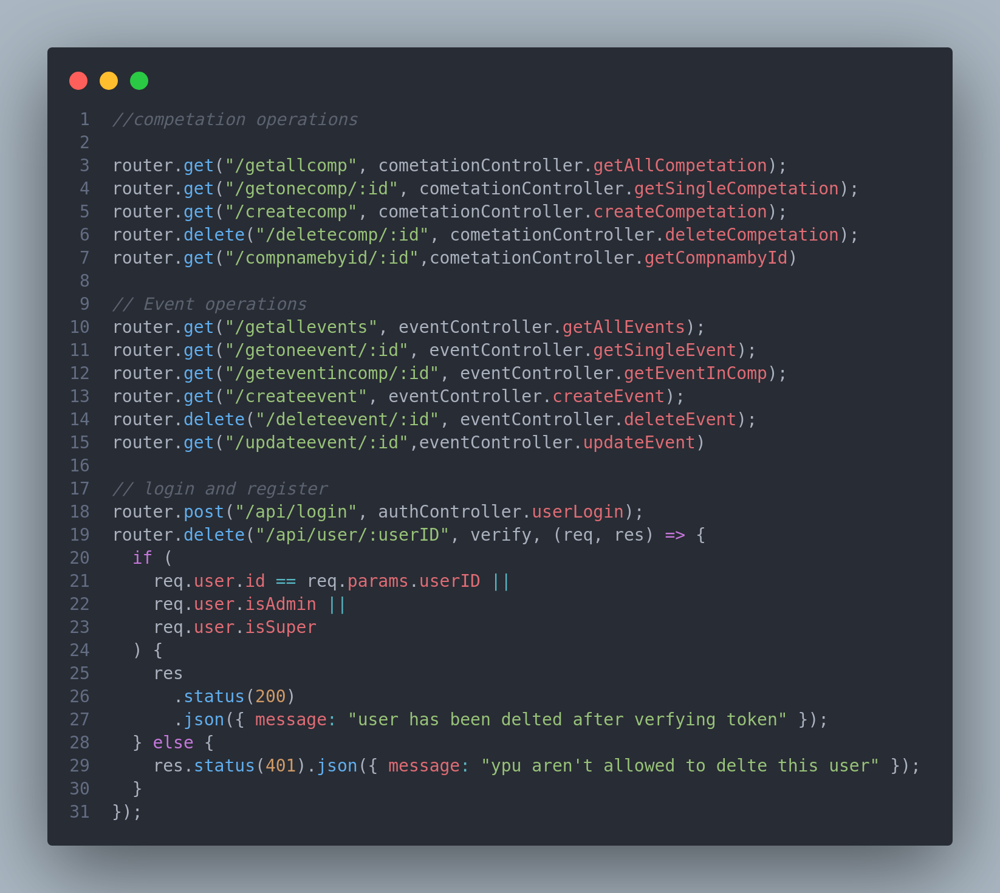 1 //competation operations
2
3 router.get("/getallcomp", cometationController.getAllCompetation);
4 router.get("/getonecomp/:id", cometationController.getSingleCompetation);
5 router.get("/createcomp", cometationController.createCompetation);
6 router.delete("/deletecomp/:id", cometationController.deleteCompetation);
7 router.get("/compnamebyid/:id",cometationController.getCompnambyId)
8
9 // Event operations
10 router.get("/getallevents", eventController.getAllEvents);
11 router.get("/getoneevent/:id", eventController.getSingleEvent);
12 router.get("/geteventincomp/:id", eventController.getEventInComp);
13 router.get("/createevent", eventController.createEvent);
14 router.delete("/deleteevent/:id", eventController.deleteEvent);
15 router.get("/updateevent/:id",eventController.updateEvent)
16
17 // login and register
18 router.post("/api/login", authController.userLogin);
19 router.delete("/api/user/:userID", verify, (req, res) => {
20   if (
21     req.user.id == req.params.userID ||
22     req.user.isAdmin ||
23     req.user.isSuper
24   ) {
25     res
26       .status(200)
27       .json({ message: "user has been delted after verfying token" });
28   } else {
29     res.status(401).json({ message: "ypu aren't allowed to delte this user" });
30   }
31 });